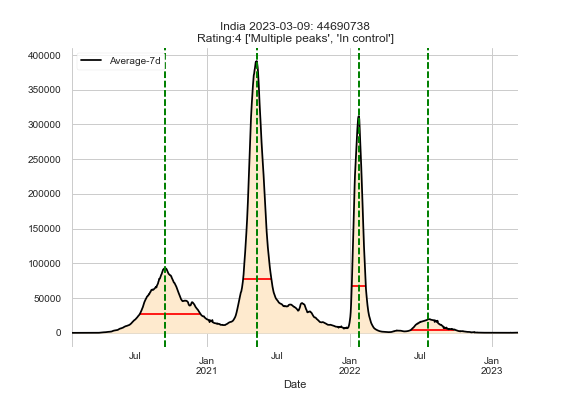 India 2023-03-09: 44690738
Rating:4 ['Multiple peaks', 'In control']
Average-7d
400000
350000
300000
250000
200000
150000
100000
50000
0
Jul
Jan
2021
Jul
Jan
2022
Jul
Jan
2023
Date